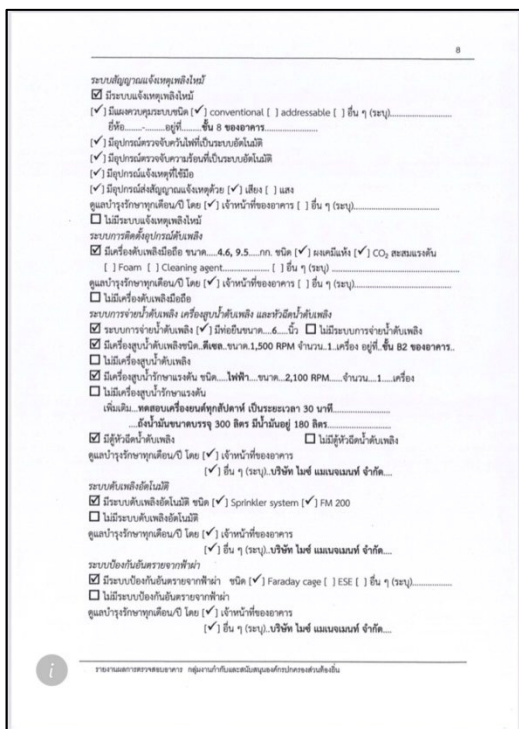 8
ระบบสัญญาณแจ้งเหตุเพลิงไหม้
☑ มีระบบแจ้งเหตุเพลิงไหม้
[✓] มีแผงควบคุมระบบชนิด [✓] conventional [ ] addressable [ ] อื่น ๆ (ระบุ)..............................
ยี่ห้อ.........-..........อยู่ที่........ชั้น 8 ของอาคาร........................
[✓] มีอุปกรณ์ตรวจจับควันไฟที่เป็นระบบอัตโนมัติ
[✓] มีอุปกรณ์ตรวจจับความร้อนที่เป็นระบบอัตโนมัติ
[✓] มีอุปกรณ์แจ้งเหตุที่ใช้มือ
[✓] มีอุปกรณ์ส่งสัญญาณแจ้งเหตุด้วย [✓] เสียง [ ] แสง
ดูแลบำรุงรักษาทุกเดือน/ปี โดย [✓] เจ้าหน้าที่ของอาคาร [ ] อื่น ๆ (ระบุ)..............................
☐ ไม่มีระบบแจ้งเหตุเพลิงไหม้
ระบบการติดตั้งอุปกรณ์ดับเพลิง
☑ มีเครื่องดับเพลิงมือถือ ขนาด.....4.6, 9.5.....กก. ชนิด [✓] ผงเคมีแห้ง [✓] CO₂ สะสมแรงดัน
[ ] Foam [ ] Cleaning agent...................... [ ] อื่น ๆ (ระบุ) ........................................
ดูแลบำรุงรักษาทุกเดือน/ปี โดย [✓] เจ้าหน้าที่ของอาคาร [ ] อื่น ๆ (ระบุ)..............................
☐ ไม่มีเครื่องดับเพลิงมือถือ
ระบบการจ่ายน้ำดับเพลิง เครื่องสูบน้ำดับเพลิง และหัวฉีดน้ำดับเพลิง
☑ ระบบการจ่ายน้ำดับเพลิง [✓] มีท่อยืนขนาด....6.....นิ้ว ☐ ไม่มีระบบการจ่ายน้ำดับเพลิง
☑ มีเครื่องสูบน้ำดับเพลิงชนิด..ดีเซล..ขนาด.1,500 RPM จำนวน..1..เครื่อง อยู่ที่..ชั้น B2 ของอาคาร..
☐ ไม่มีเครื่องสูบน้ำดับเพลิง
☑ มีเครื่องสูบน้ำรักษาแรงดัน ชนิด.....ไฟฟ้า....ขนาด...2,100 RPM......จำนวน....1.....เครื่อง
☐ ไม่มีเครื่องสูบน้ำรักษาแรงดัน
เพิ่มเติม...ทดสอบเครื่องยนต์ทุกสัปดาห์ เป็นระยะเวลา 30 นาที.....................
....ถังน้ำมันขนาดบรรจุ 300 ลิตร มีน้ำมันอยู่ 180 ลิตร.....................
☑ มีตู้หัวฉีดน้ำดับเพลิง ☐ ไม่มีตู้หัวฉีดน้ำดับเพลิง
ดูแลบำรุงรักษาทุกเดือน/ปี โดย [✓] เจ้าหน้าที่ของอาคาร
[✓] อื่น ๆ (ระบุ)..บริษัท ไมซ์ แมเนจเมนท์ จำกัด....
ระบบดับเพลิงอัตโนมัติ
☑ มีระบบดับเพลิงอัตโนมัติ ชนิด [✓] Sprinkler system [✓] FM 200
☐ ไม่มีระบบดับเพลิงอัตโนมัติ
ดูแลบำรุงรักษาทุกเดือน/ปี โดย [✓] เจ้าหน้าที่ของอาคาร
[✓] อื่น ๆ (ระบุ)..บริษัท ไมซ์ แมเนจเมนท์ จำกัด....
ระบบป้องกันอันตรายจากฟ้าผ่า
☑ มีระบบป้องกันอันตรายจากฟ้าผ่า ชนิด [✓] Faraday cage [ ] ESE [ ] อื่น ๆ (ระบุ)..................
☐ ไม่มีระบบป้องกันอันตรายจากฟ้าผ่า
ดูแลบำรุงรักษาทุกเดือน/ปี โดย [✓] เจ้าหน้าที่ของอาคาร
[✓] อื่น ๆ (ระบุ)..บริษัท ไมซ์ แมเนจเมนท์ จำกัด....
i
รายงานผลการตรวจสอบอาคาร กลุ่มงานกำกับและสนับสนุนองค์กรปกครองส่วนท้องถิ่น